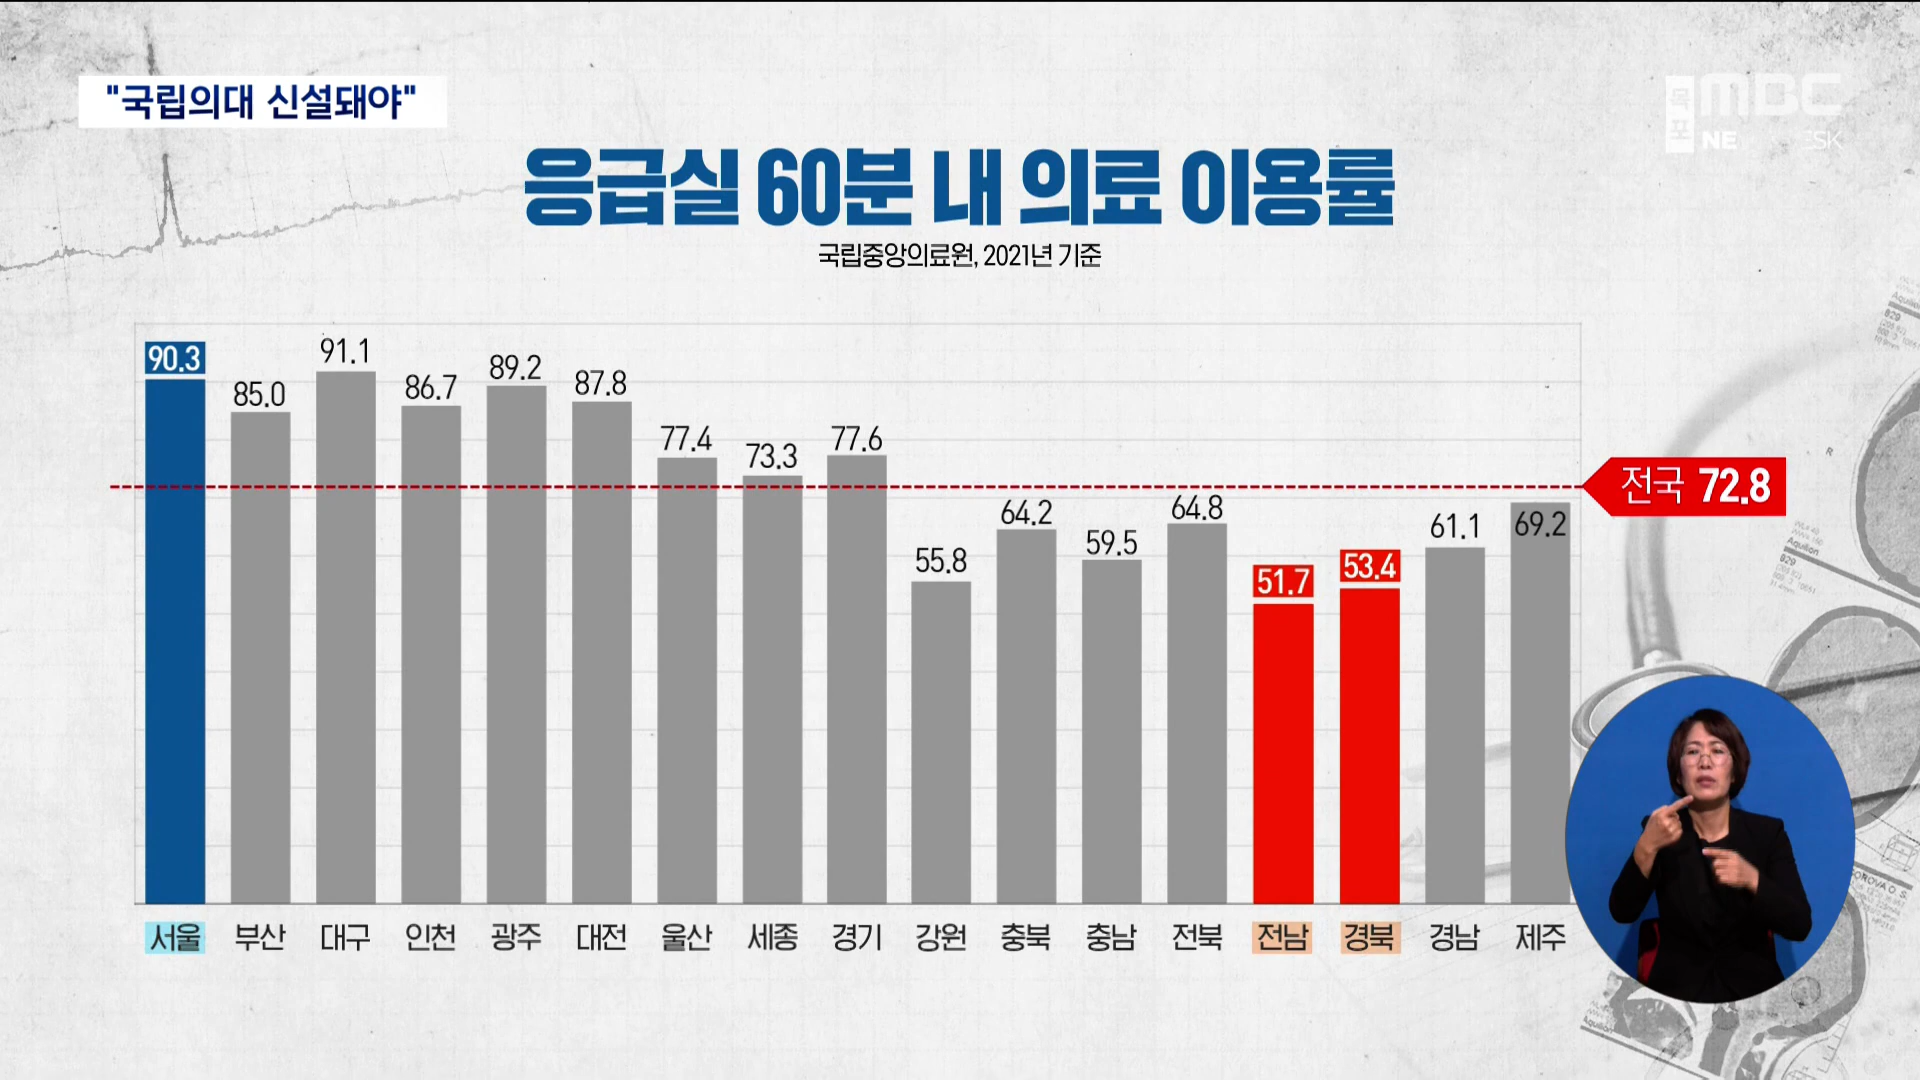 "국립의대 신설돼야"
목포 MBC
NE ESK
응급실 60분 내 의료 이용률
국립중앙의료원, 2021년 기준
90.3 85.0 91.1 86.7 89.2 87.8 77.4 73.3 77.6 55.8 64.2 59.5 64.8 51.7 53.4 61.1 69.2
전국 72.8
서울 부산 대구 인천 광주 대전 울산 세종 경기 강원 충북 충남 전북 전남 경북 경남 제주
Aquilion